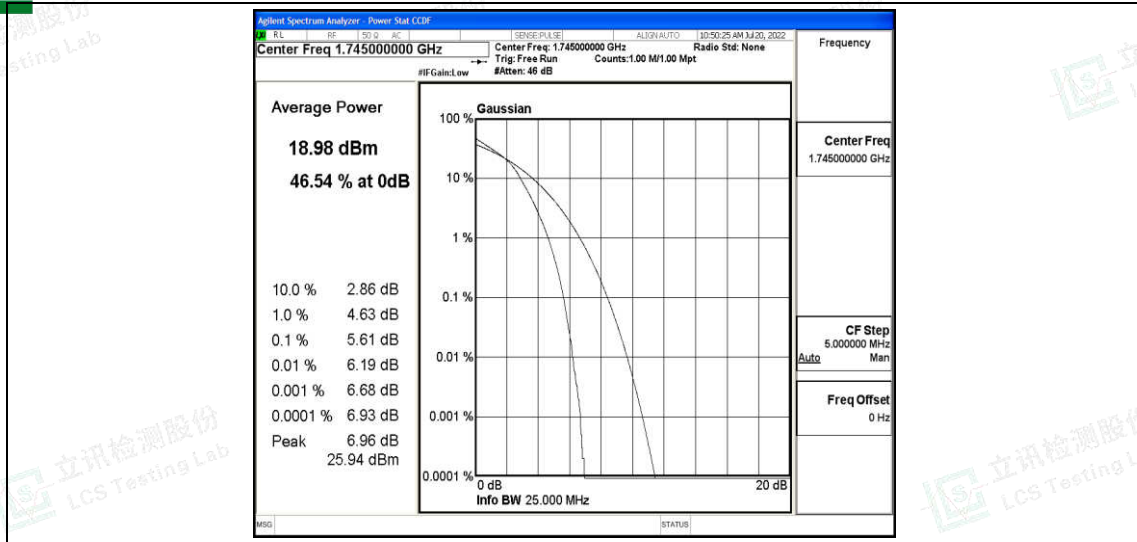 Agilent Spectrum Analyzer - Power Stat CCDF
LXI RL RF 50 Ω AC SENSE:PULSE ALIGN AUTO 10:50:25 AM Jul 20, 2022
Center Freq 1.745000000 GHz
Center Freq: 1.745000000 GHz Radio Std: None
Trig: Free Run Counts:1.00 M/1.00 Mpt
#IFGain:Low #Atten: 46 dB
Frequency
Average Power
18.98 dBm
46.54 % at 0dB
10.0 % 2.86 dB
1.0 % 4.63 dB
0.1 % 5.61 dB
0.01 % 6.19 dB
0.001 % 6.68 dB
0.0001 % 6.93 dB
Peak 6.96 dB
25.94 dBm
Gaussian
100 %
10 %
1 %
0.1 %
0.01 %
0.001 %
0.0001 %
0 dB 20 dB
Info BW 25.000 MHz
Center Freq
1.745000000 GHz
CF Step
5.000000 MHz
Auto Man
Freq Offset
0 Hz
MSG STATUS
立讯检测股份
LCS Testing Lab
立讯检测股份
LCS Testing L